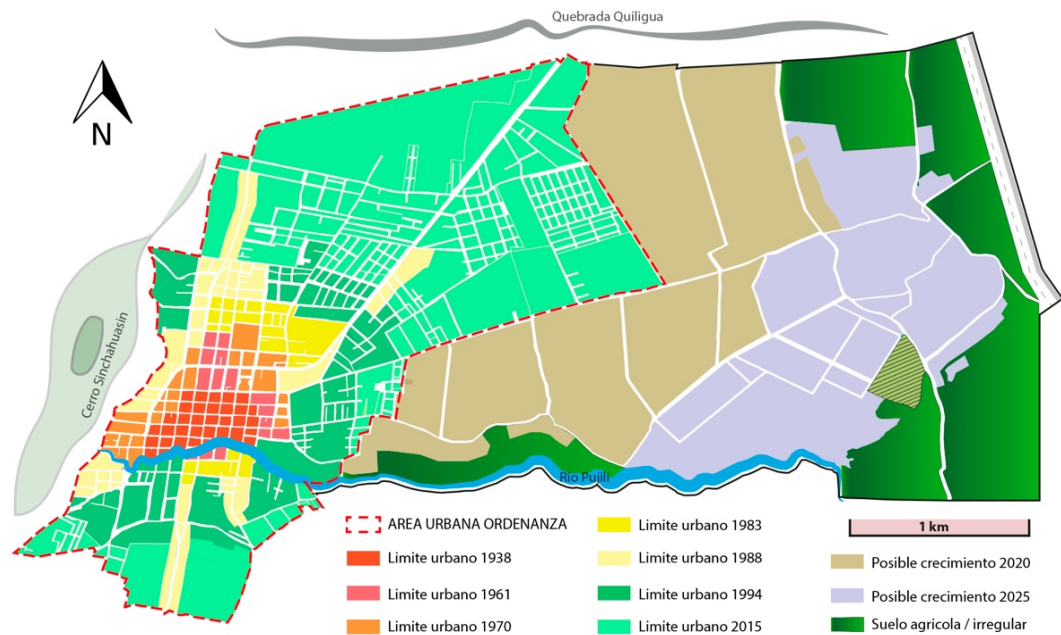 Quebrada Quiligua
N
Cerro Sinchahuasin
Rio Pujili
AREA URBANA ORDENANZA
Limite urbano 1938
Limite urbano 1961
Limite urbano 1970
Limite urbano 1983
Limite urbano 1988
Limite urbano 1994
Limite urbano 2015
1 km
Posible crecimiento 2020
Posible crecimiento 2025
Suelo agricola / irregular